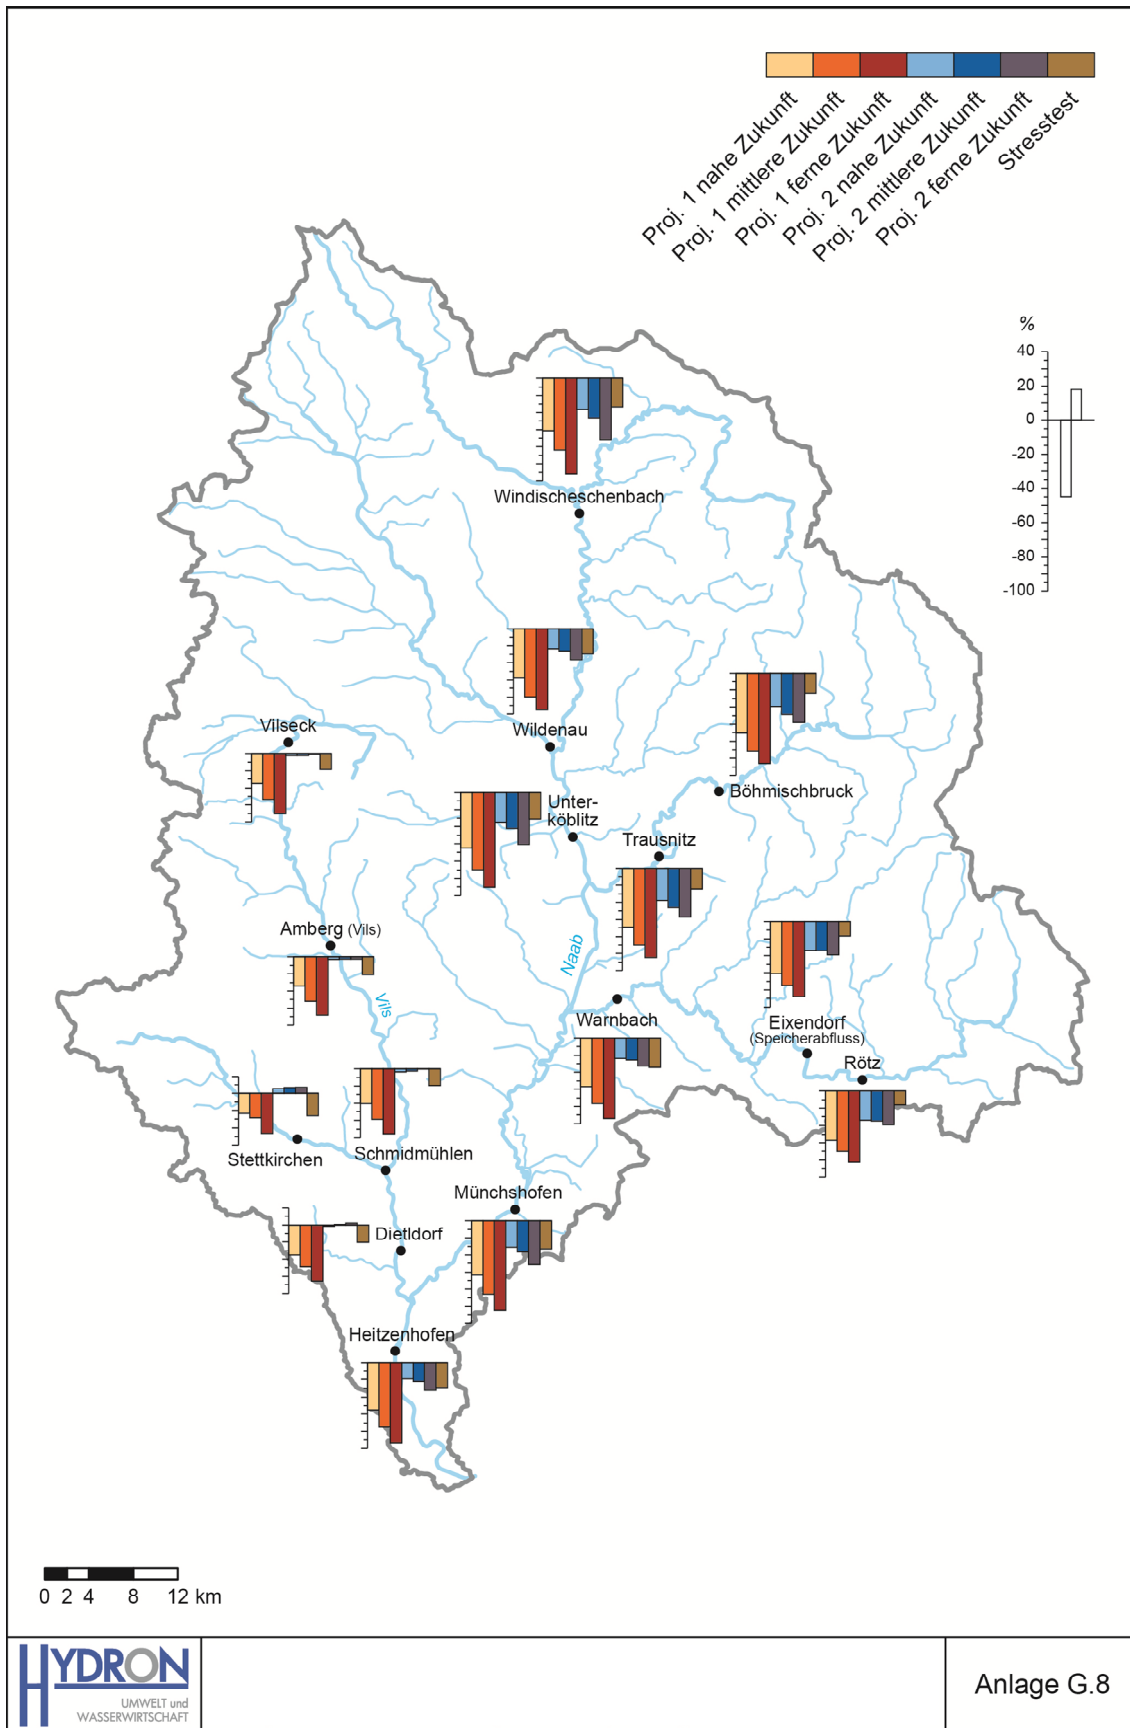 Proj. 1 nahe Zukunft
Proj. 1 mittlere Zukunft
Proj. 1 ferne Zukunft
Proj. 2 nahe Zukunft
Proj. 2 mittlere Zukunft
Proj. 2 ferne Zukunft
Stresstest
%
40
20
0
-20
-40
-60
-80
-100
Windischeschenbach
Wildenau
Vilseck
Böhmischbruck
Unter-
köblitz
Trausnitz
Amberg (Vils)
Naab
Vils
Warnbach
Eixendorf
(Speicherabfluss)
Rötz
Stettkirchen
Schmidmühlen
Münchshofen
Dietldorf
Heitzenhofen
0 2 4 8 12 km
HYDRON
UMWELT und
WASSERWIRTSCHAFT
Anlage G.8